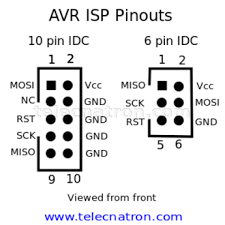 AVR ISP Pinouts
10 pin IDC 6 pin IDC
1 2 1 2
MOSI Vcc MISO Vcc
NC GND SCK MOSI
RST GND RST GND
SCK GND 5 6
MISO GND
9 10
Viewed from front
www.telecnatron.com